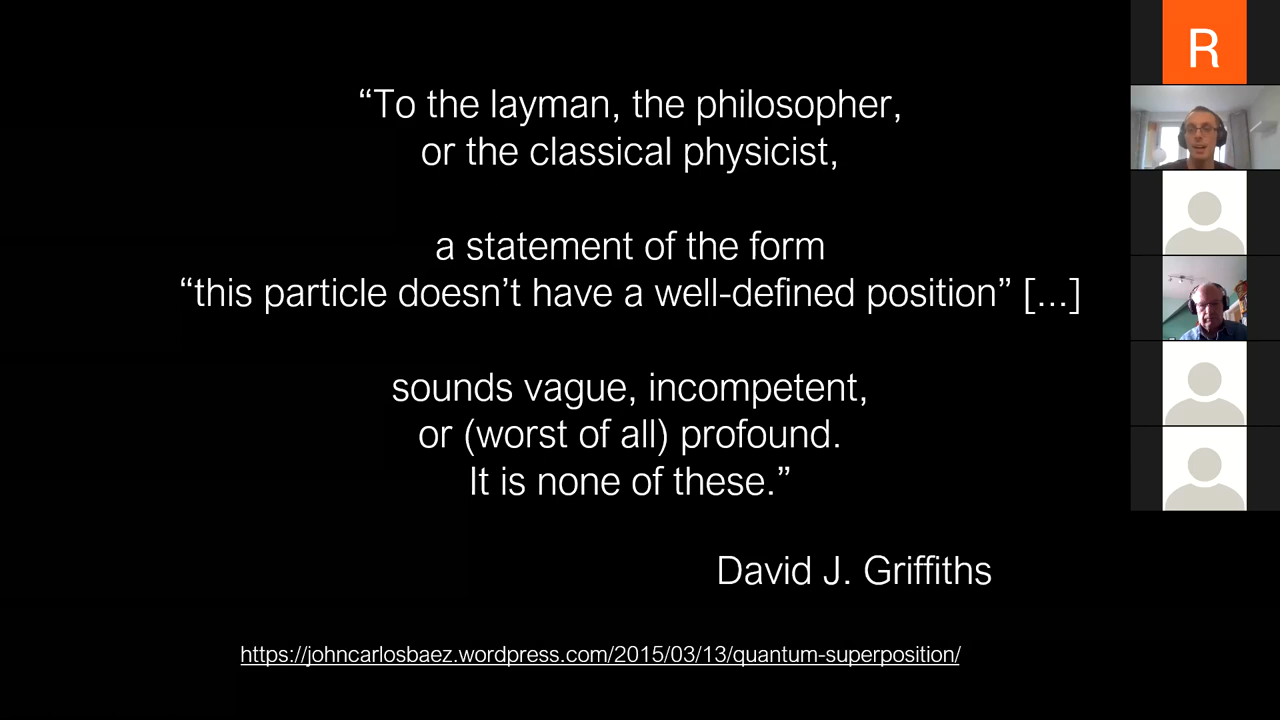 “To the layman, the philosopher,
or the classical physicist,
a statement of the form
“this particle doesn’t have a well-defined position” [...]
sounds vague, incompetent,
or (worst of all) profound.
It is none of these.”
David J. Griffiths
https://johncarlosbaez.wordpress.com/2015/03/13/quantum-superposition/
R